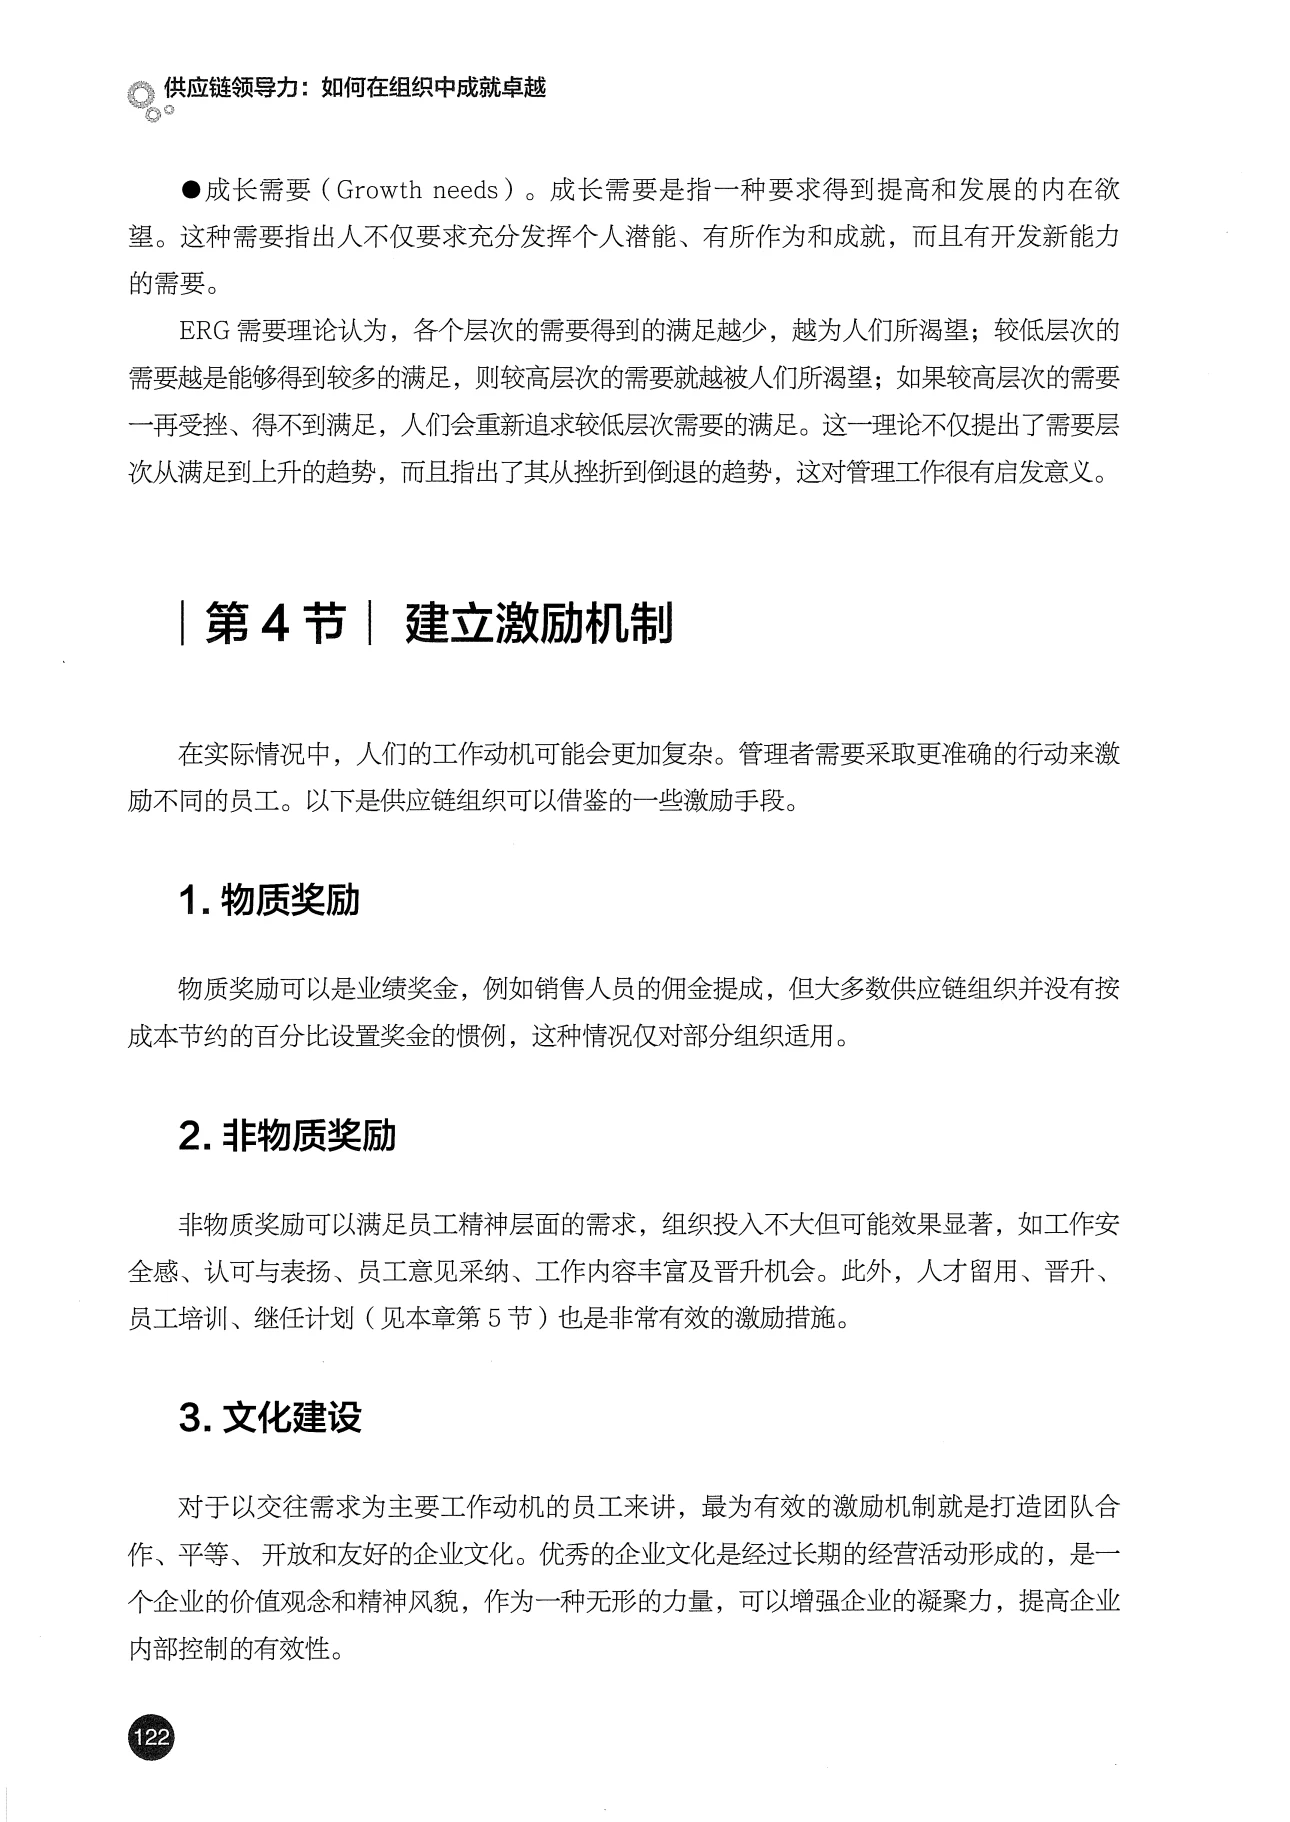 供应链领导力：如何在组织中成就卓越
●成长需要（Growth needs）。成长需要是指一种要求得到提高和发展的内在欲
望。这种需要指出人不仅要求充分发挥个人潜能、有所作为和成就，而且有开发新能力
的需要。
ERG 需要理论认为，各个层次的需要得到的满足越少，越为人们所渴望；较低层次的
需要越是能够得到较多的满足，则较高层次的需要就越被人们所渴望；如果较高层次的需要
一再受挫、得不到满足，人们会重新追求较低层次需要的满足。这一理论不仅提出了需要层
次从满足到上升的趋势，而且指出了其从挫折到倒退的趋势，这对管理工作很有启发意义。
|第 4 节| 建立激励机制
在实际情况中，人们的工作动机可能会更加复杂。管理者需要采取更准确的行动来激
励不同的员工。以下是供应链组织可以借鉴的一些激励手段。
1. 物质奖励
物质奖励可以是业绩奖金，例如销售人员的佣金提成，但大多数供应链组织并没有按
成本节约的百分比设置奖金的惯例，这种情况仅对部分组织适用。
2. 非物质奖励
非物质奖励可以满足员工精神层面的需求，组织投入不大但可能效果显著，如工作安
全感、认可与表扬、员工意见采纳、工作内容丰富及晋升机会。此外，人才留用、晋升、
员工培训、继任计划（见本章第 5 节）也是非常有效的激励措施。
3. 文化建设
对于以交往需求为主要工作动机的员工来讲，最为有效的激励机制就是打造团队合
作、平等、 开放和友好的企业文化。优秀的企业文化是经过长期的经营活动形成的，是一
个企业的价值观念和精神风貌，作为一种无形的力量，可以增强企业的凝聚力，提高企业
内部控制的有效性。
122